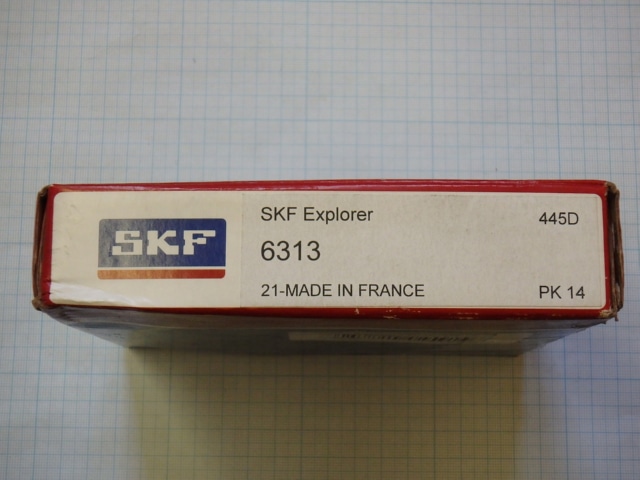 SKF
SKF Explorer
445D
6313
21-MADE IN FRANCE
PK 14